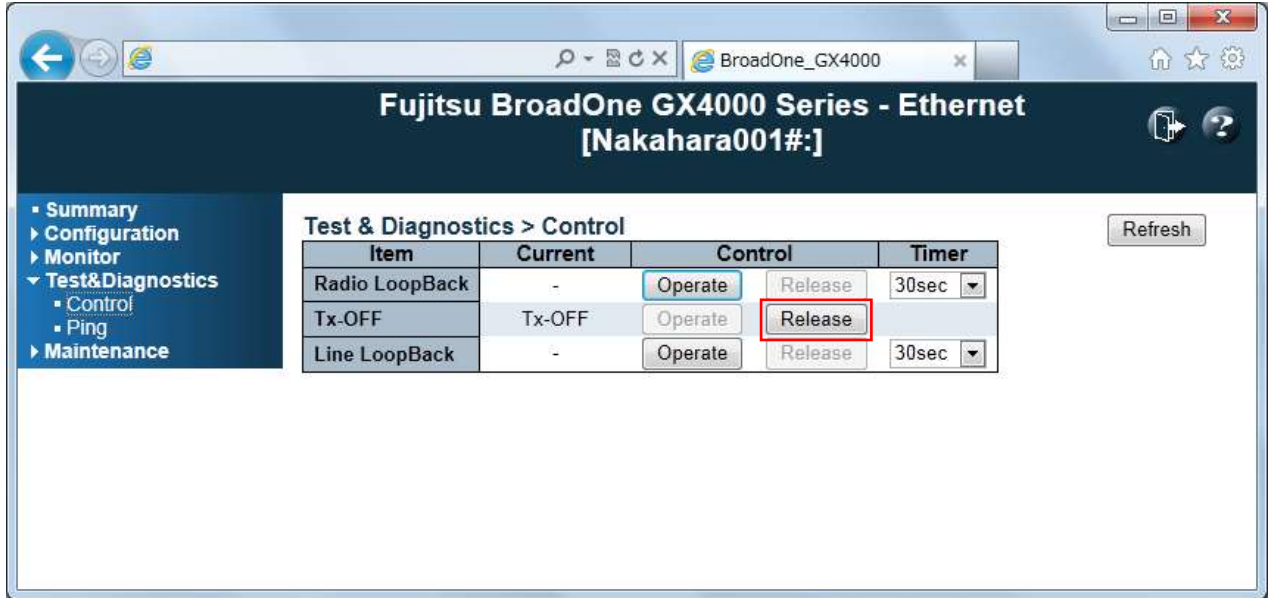 BroadOne_GX4000
Fujitsu BroadOne GX4000 Series - Ethernet
[Nakahara001#:]
Summary
Configuration
Monitor
Test&Diagnostics
Control
Ping
Maintenance
Test & Diagnostics > Control
Refresh
Item Current Control Timer
Radio LoopBack - Operate Release 30sec
Tx-OFF Tx-OFF Operate Release
Line LoopBack - Operate Release 30sec